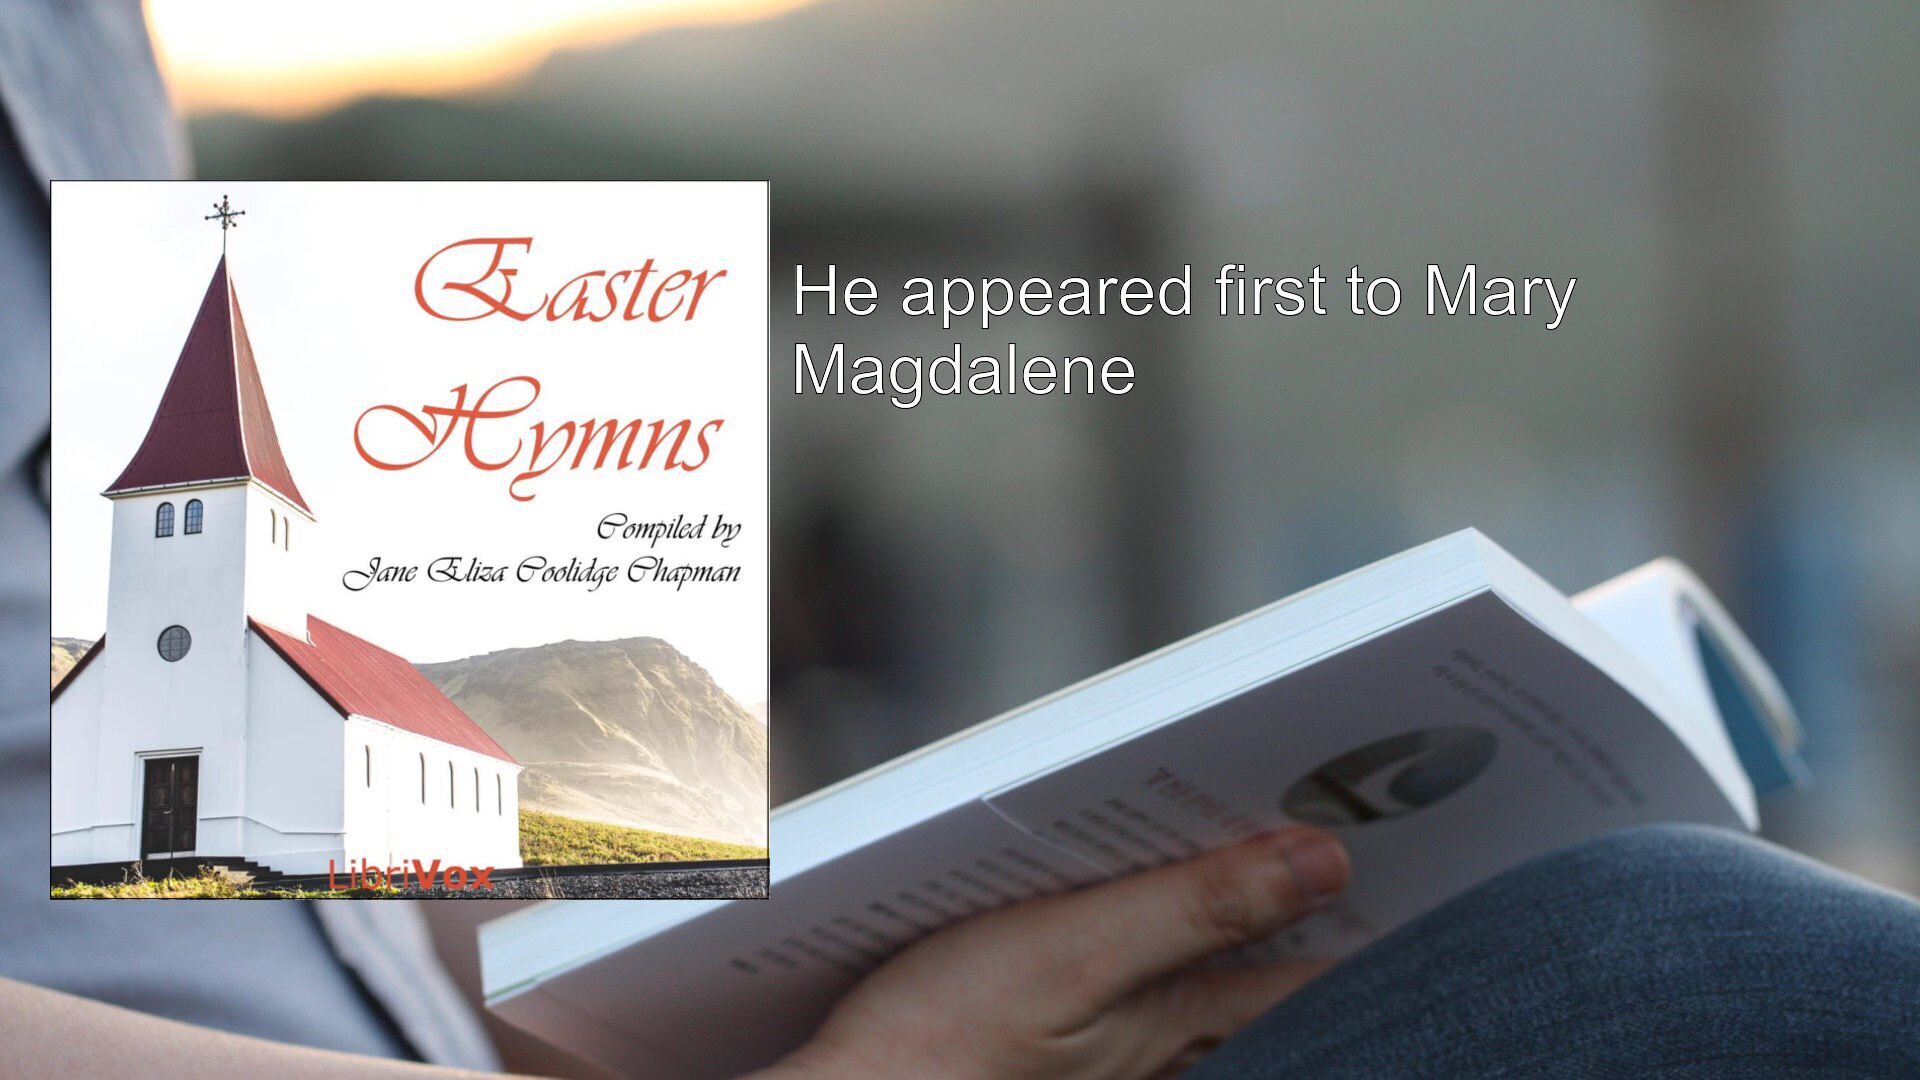 Easter
Hymns
Compiled by
Jane Eliza Coolidge Chapman
LibriVox
He appeared first to Mary
Magdalene